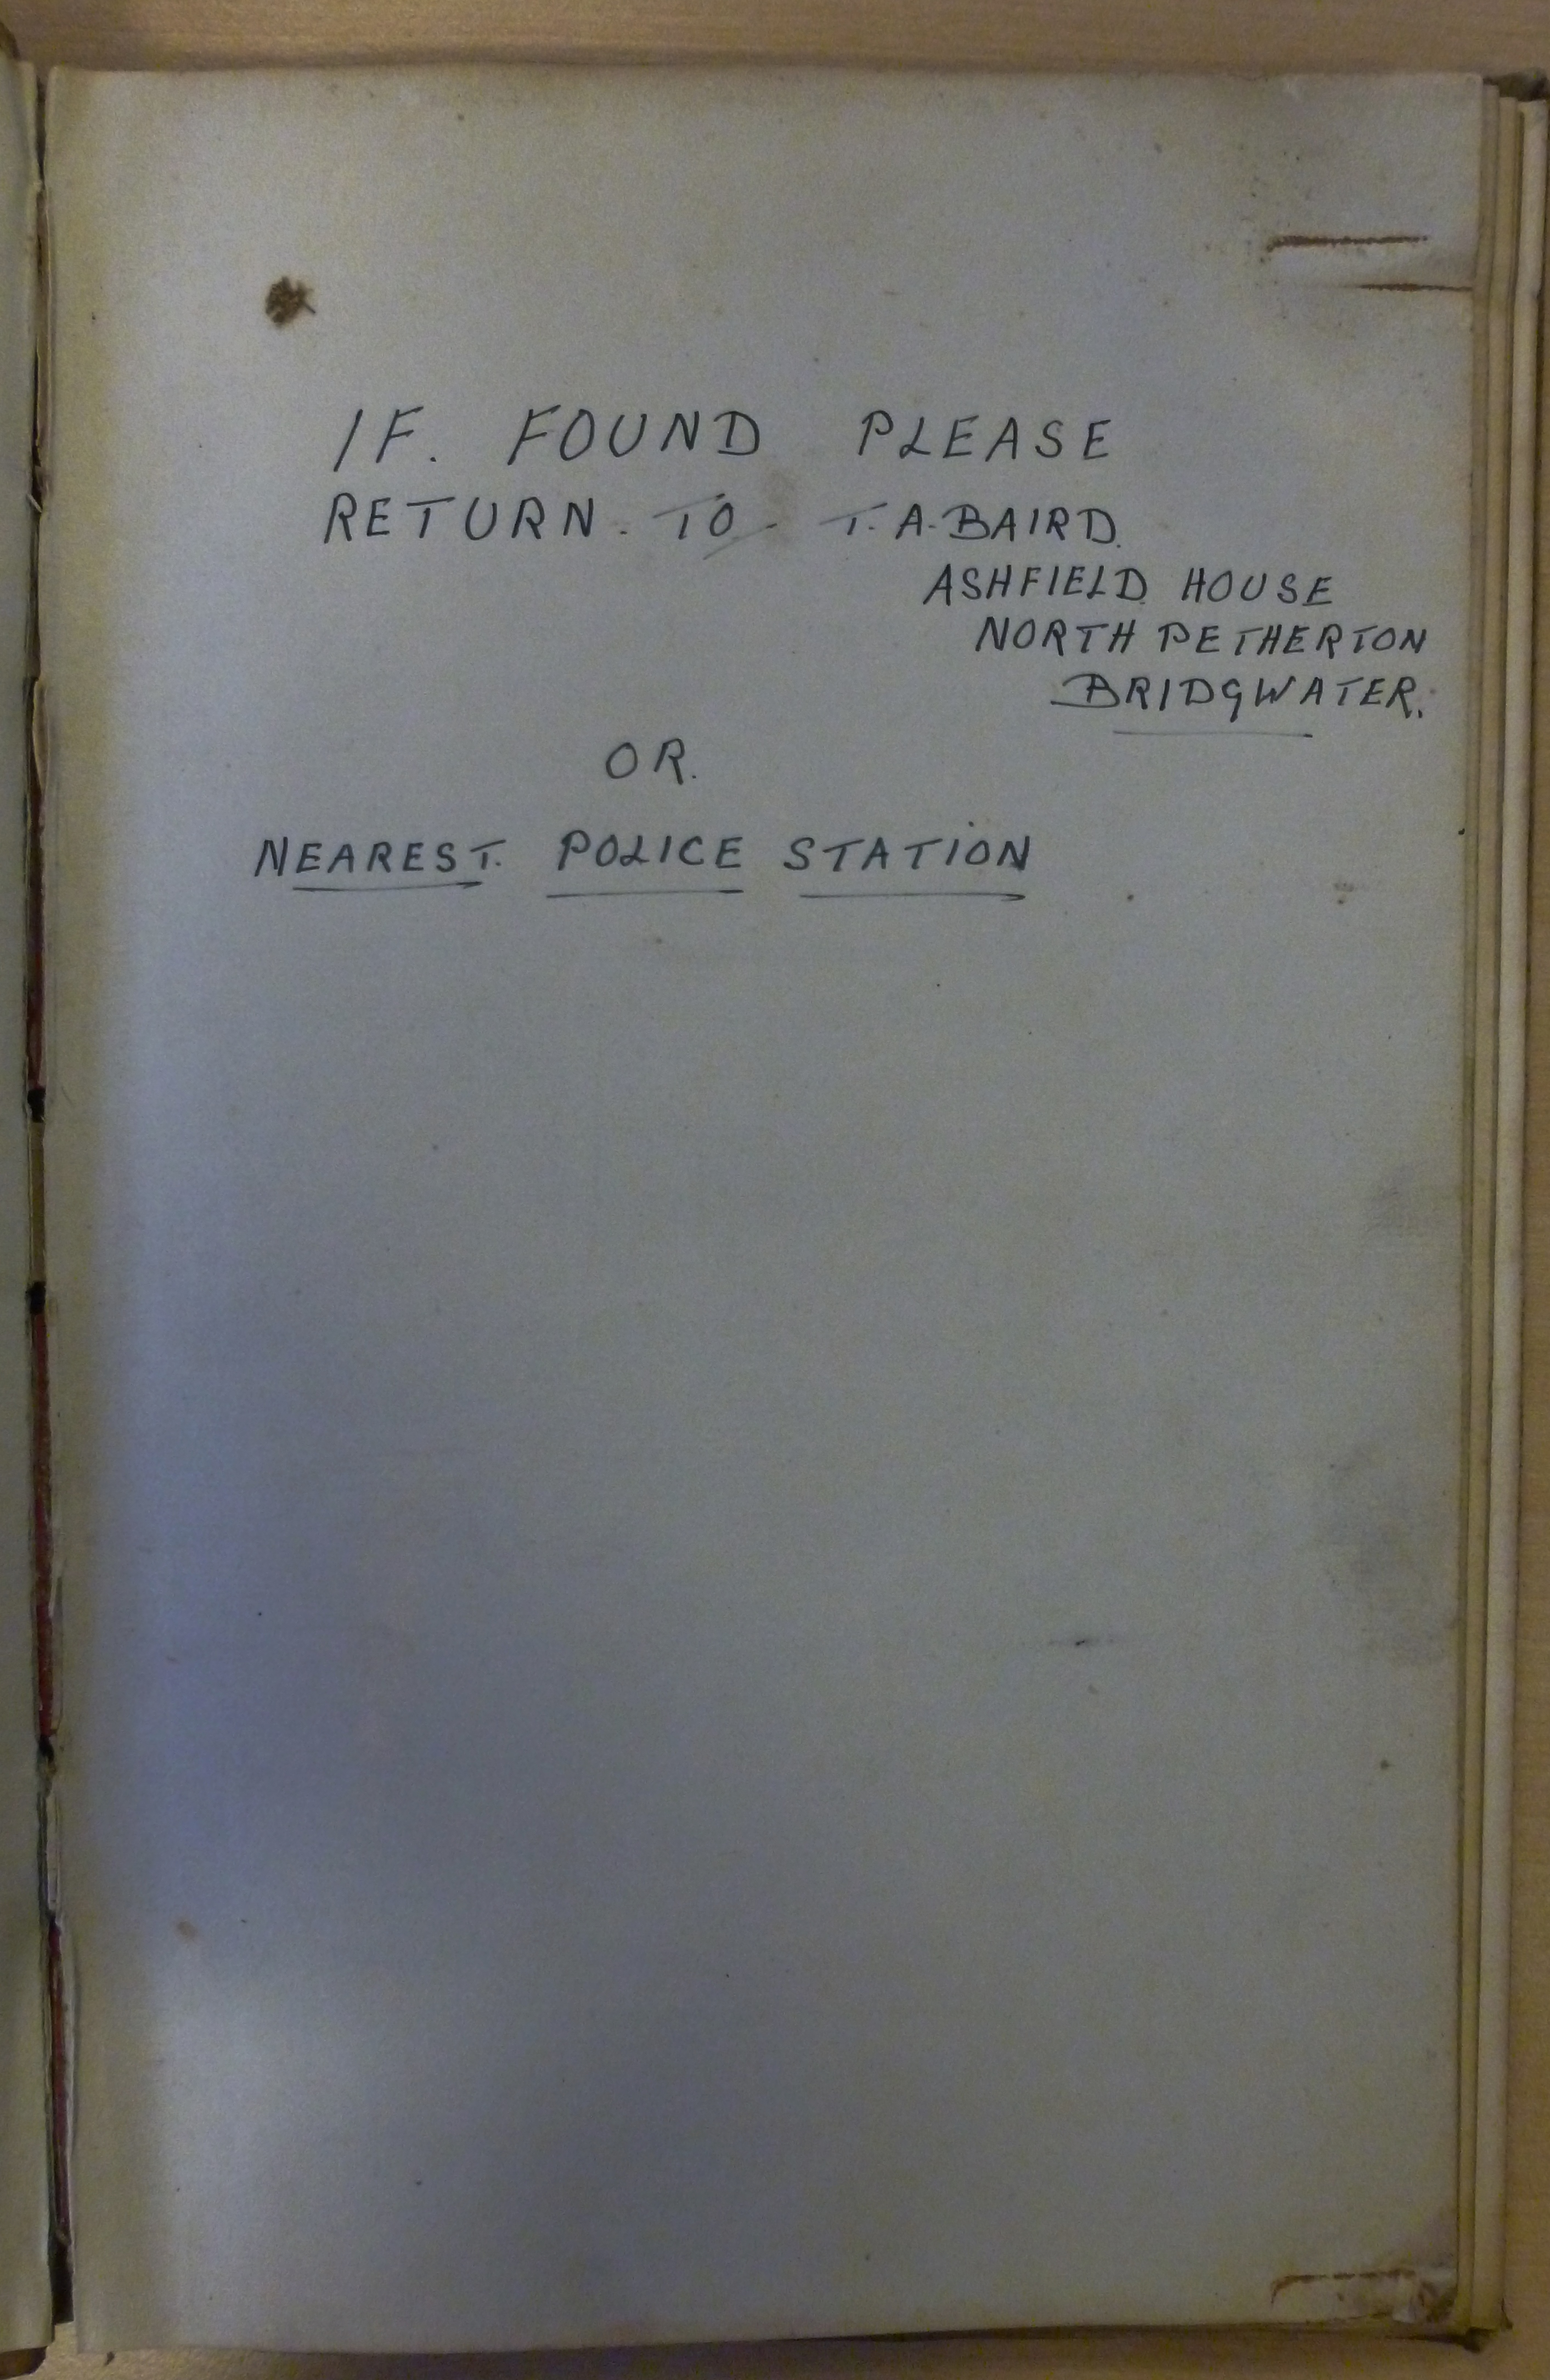 IF. FOUND PLEASE
RETURN. TO. T. A. BAIRD.
ASHFIELD HOUSE
NORTH PETHERTON
BRIDGWATER.
OR.
NEAREST. POLICE STATION